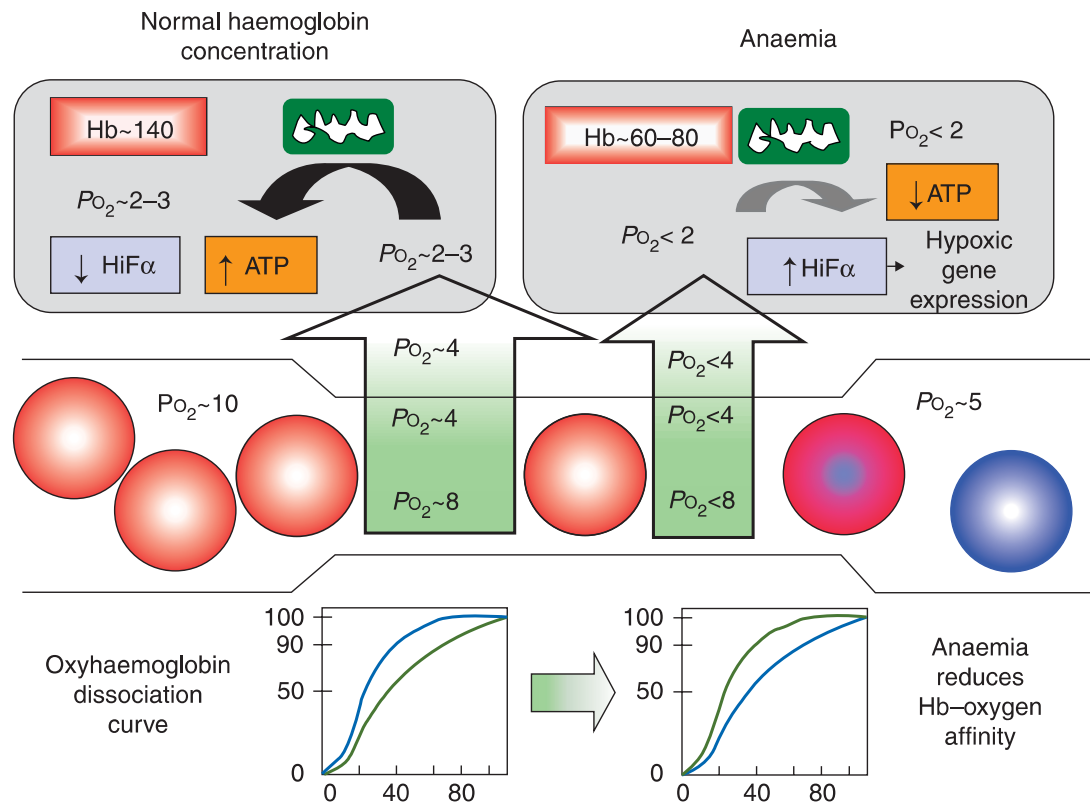 Normal haemoglobin
concentration
Anaemia
Hb~140
PO2~2–3
↓ HiFα
↑ ATP
PO2~2–3
Hb~60–80
PO2< 2
↓ ATP
PO2< 2
↑ HiFα
Hypoxic
gene
expression
PO2~4
PO2<4
PO2~10
PO2~4
PO2<4
PO2~5
PO2~8
PO2<8
Oxyhaemoglobin
dissociation
curve
100
90
50
0
0 40 80
100
90
50
0
0 40 80
Anaemia
reduces
Hb–oxygen
affinity